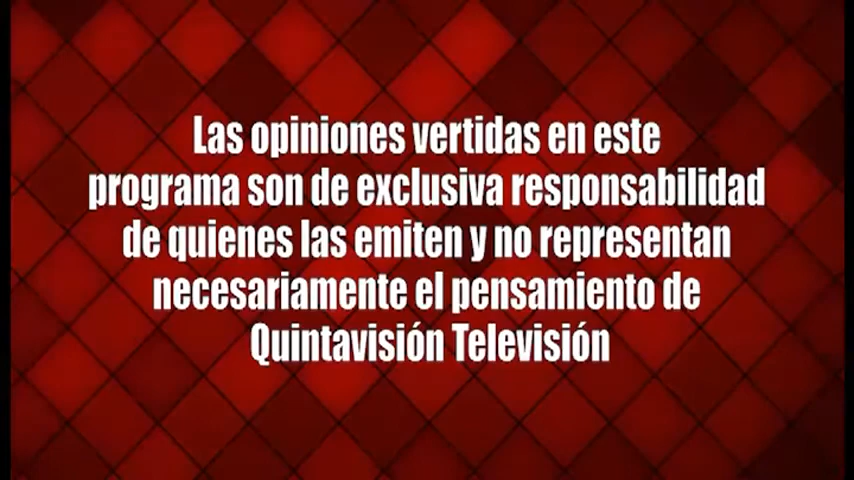 Las opiniones vertidas en este
programa son de exclusiva responsabilidad
de quienes las emiten y no representan
necesariamente el pensamiento de
Quintavisión Televisión